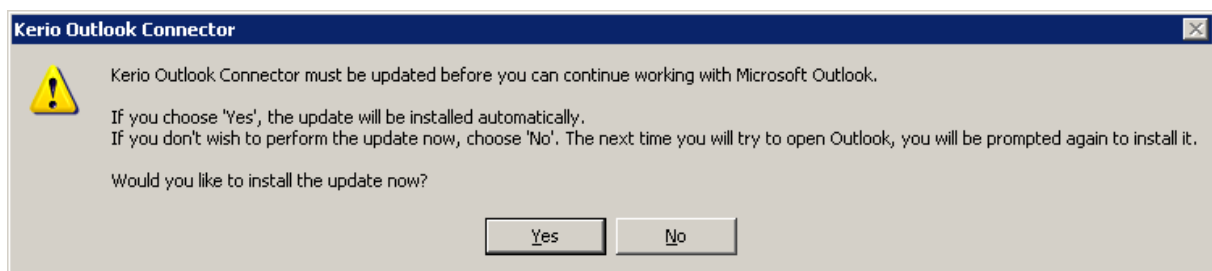 Kerio Outlook Connector
Kerio Outlook Connector must be updated before you can continue working with Microsoft Outlook.
If you choose 'Yes', the update will be installed automatically.
If you don't wish to perform the update now, choose 'No'. The next time you will try to open Outlook, you will be prompted again to install it.
Would you like to install the update now?
Yes No